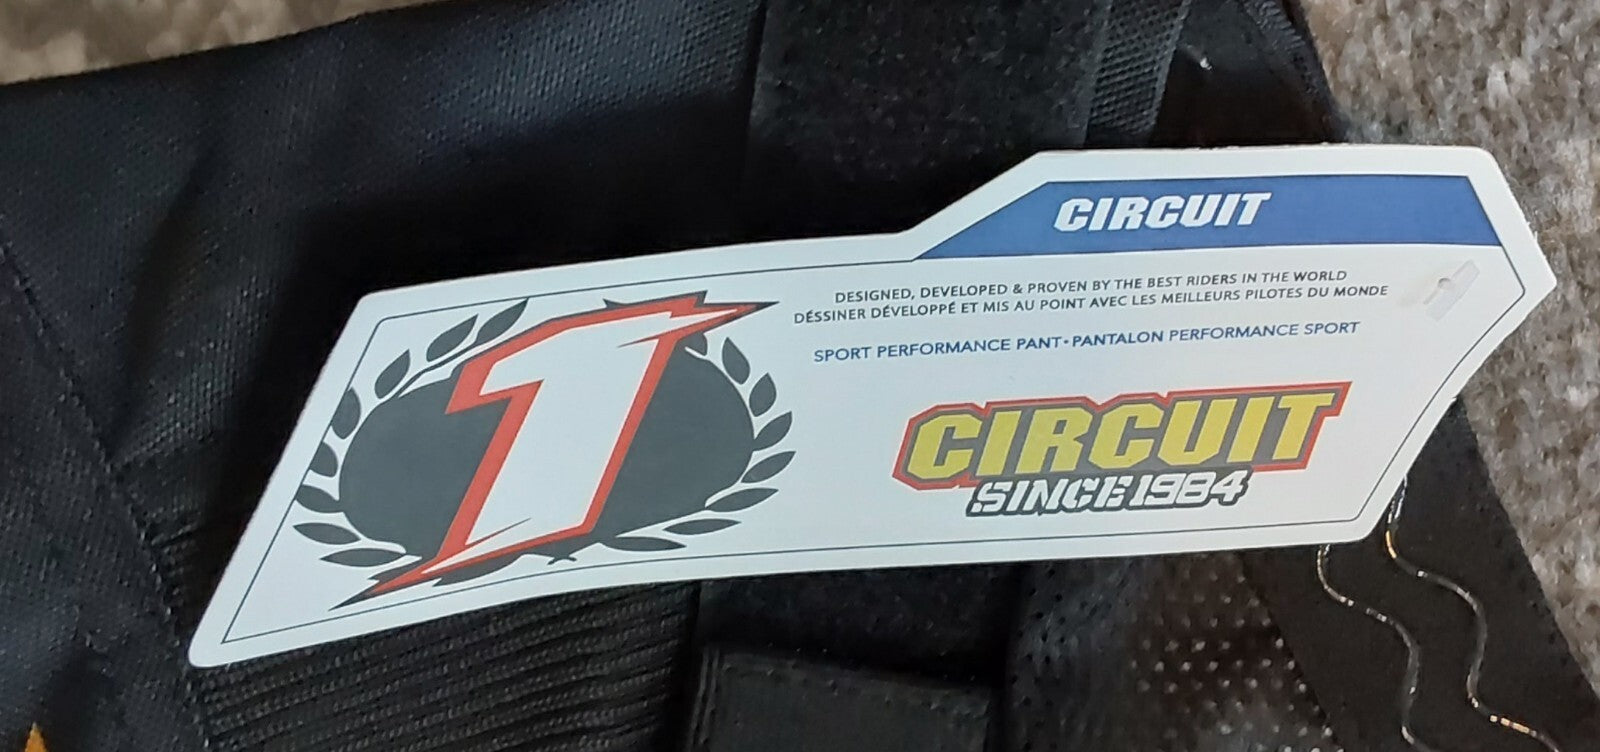 CIRCUIT
DESIGNED, DEVELOPED & PROVEN BY THE BEST RIDERS IN THE WORLD
DÉSSINER DÉVELOPPÉ ET MIS AU POINT AVEC LES MEILLEURS PILOTES DU MONDE
SPORT PERFORMANCE PANT • PANTALON PERFORMANCE SPORT
1
CIRCUIT
SINCE 1984